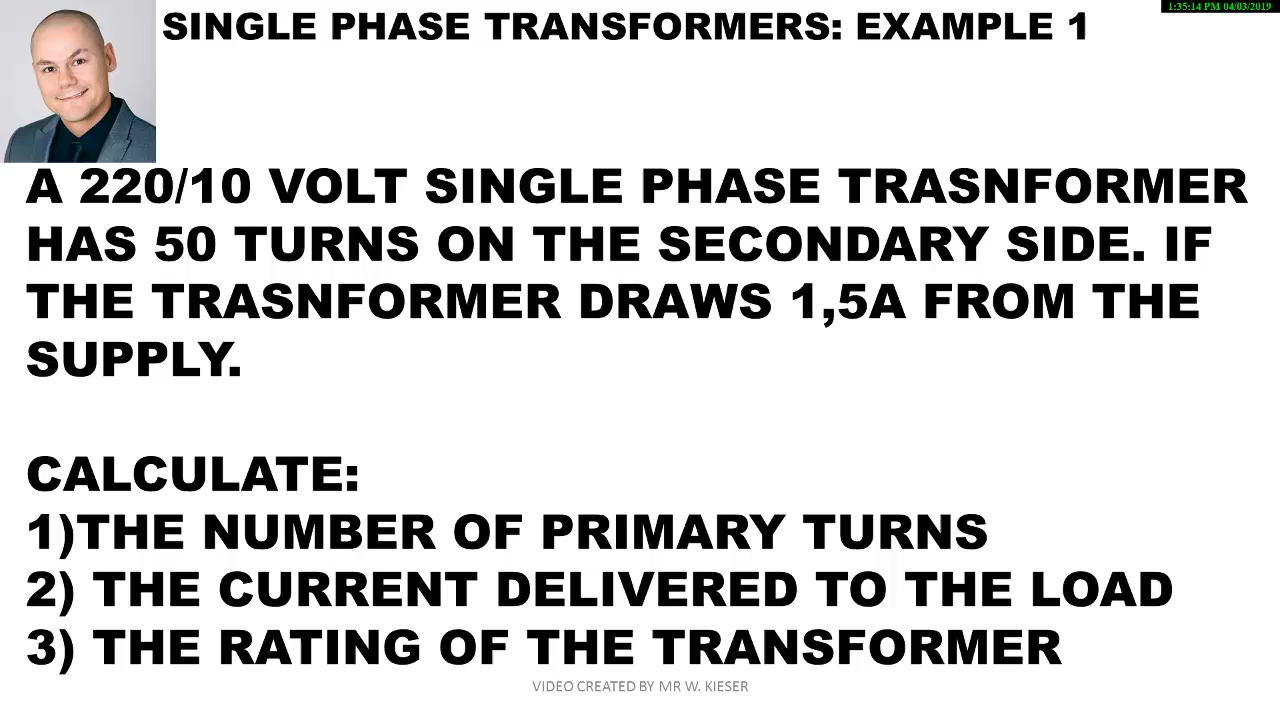 1:35:14 PM 04/03/2019
SINGLE PHASE TRANSFORMERS: EXAMPLE 1
A 220/10 VOLT SINGLE PHASE TRASNFORMER
HAS 50 TURNS ON THE SECONDARY SIDE. IF
THE TRASNFORMER DRAWS 1,5A FROM THE
SUPPLY.
CALCULATE:
1)THE NUMBER OF PRIMARY TURNS
2) THE CURRENT DELIVERED TO THE LOAD
3) THE RATING OF THE TRANSFORMER
VIDEO CREATED BY MR W. KIESER